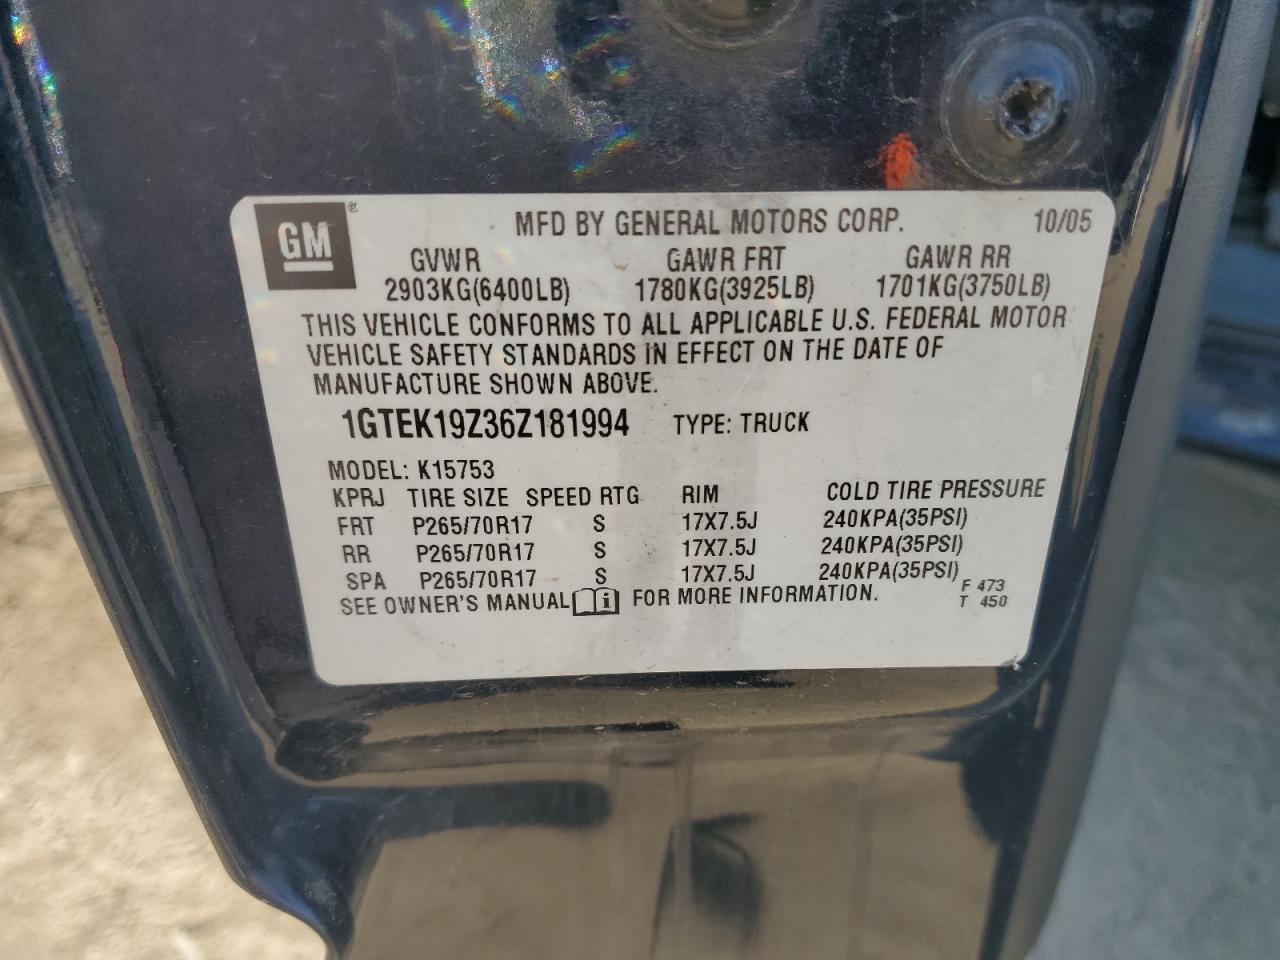 GM ® MFD BY GENERAL MOTORS CORP. 10/05
GVWR GAWR FRT GAWR RR
2903KG(6400LB) 1780KG(3925LB) 1701KG(3750LB)
THIS VEHICLE CONFORMS TO ALL APPLICABLE U.S. FEDERAL MOTOR
VEHICLE SAFETY STANDARDS IN EFFECT ON THE DATE OF
MANUFACTURE SHOWN ABOVE.
1GTEK19Z36Z181994 TYPE: TRUCK
MODEL: K15753
KPRJ TIRE SIZE SPEED RTG RIM COLD TIRE PRESSURE
FRT P265/70R17 S 17X7.5J 240KPA(35PSI)
RR P265/70R17 S 17X7.5J 240KPA(35PSI)
SPA P265/70R17 S 17X7.5J 240KPA(35PSI)
SEE OWNER'S MANUAL i FOR MORE INFORMATION.
F 473
T 450